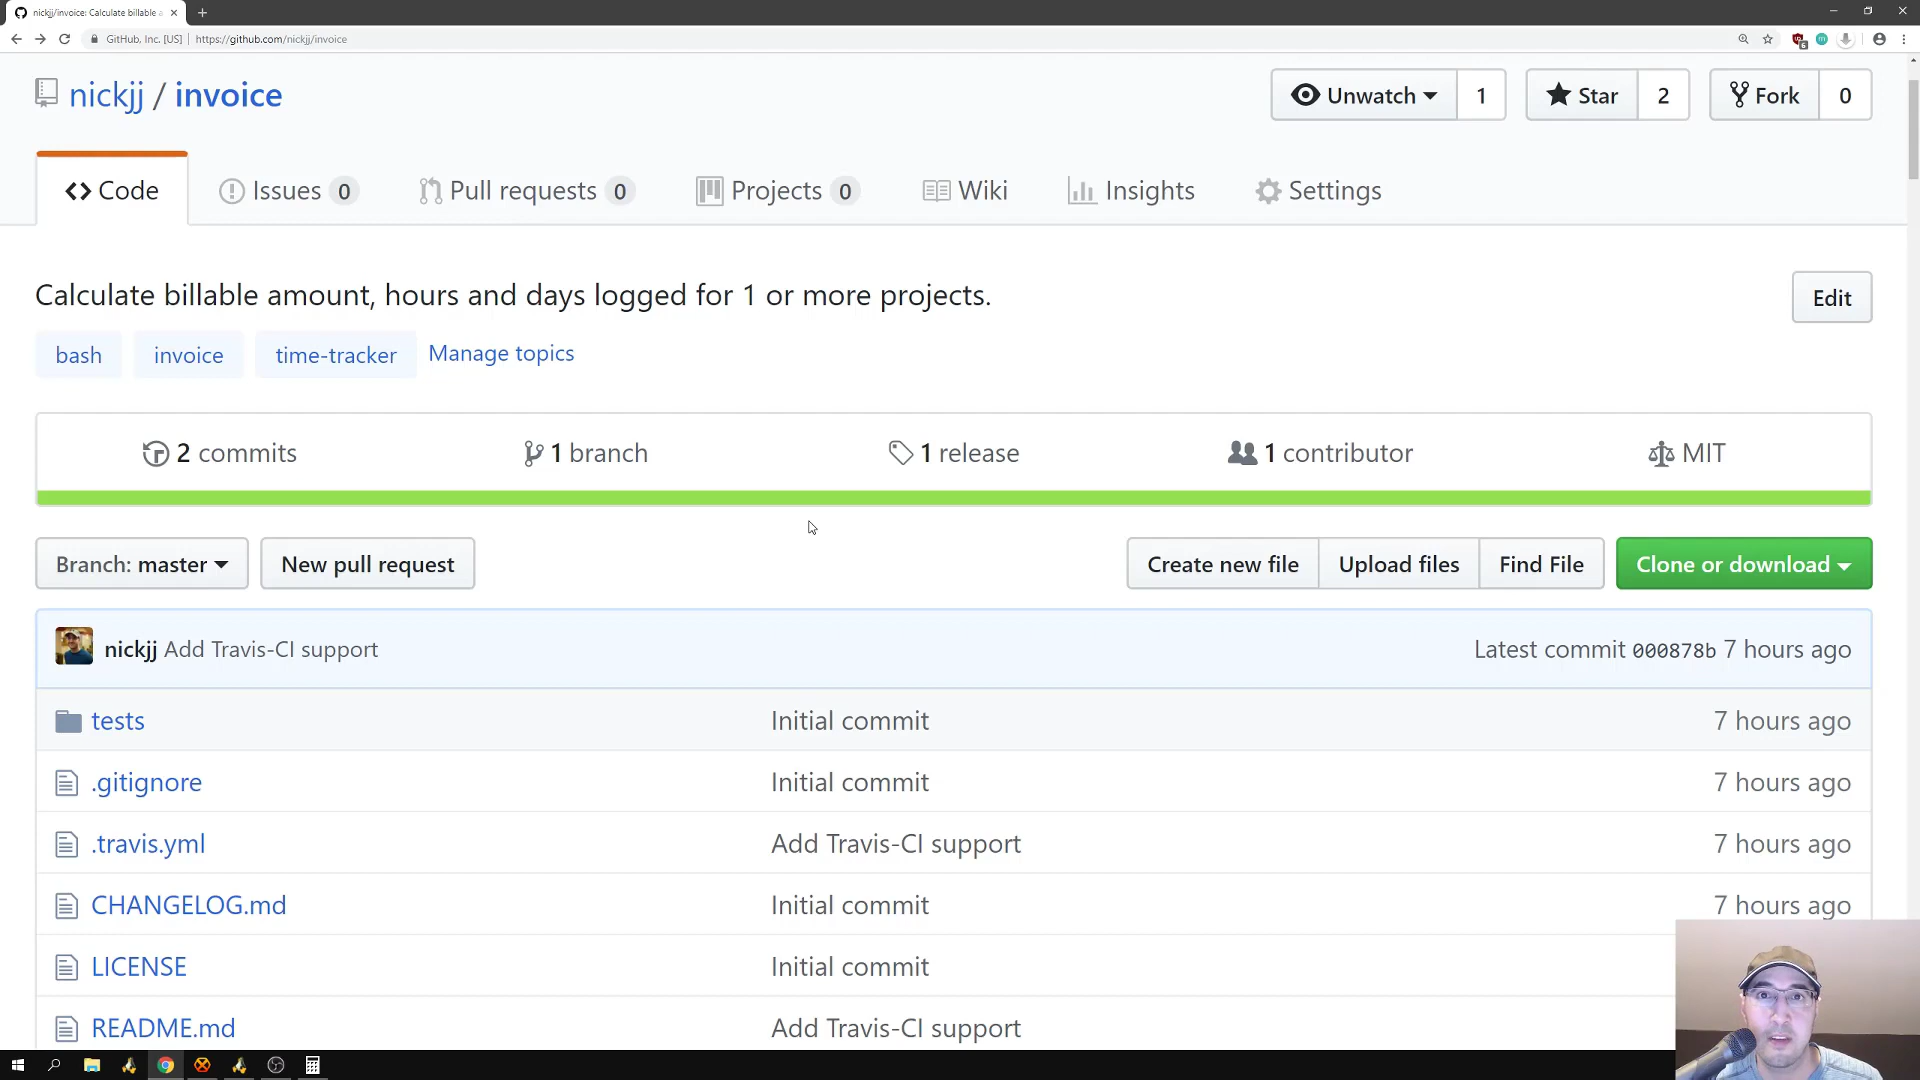 nickjj/invoice: Calculate billable a
GitHub, Inc. [US] | https://github.com/nickjj/invoice
nickjj / invoice
Unwatch 1
Star 2
Fork 0
Code
Issues 0
Pull requests 0
Projects 0
Wiki
Insights
Settings
Calculate billable amount, hours and days logged for 1 or more projects.
Edit
bash invoice time-tracker Manage topics
2 commits
1 branch
1 release
1 contributor
MIT
Branch: master
New pull request
Create new file
Upload files
Find File
Clone or download
nickjj Add Travis-CI support
Latest commit 000878b 7 hours ago
tests Initial commit 7 hours ago
.gitignore Initial commit 7 hours ago
.travis.yml Add Travis-CI support 7 hours ago
CHANGELOG.md Initial commit 7 hours ago
LICENSE Initial commit
README.md Add Travis-CI support